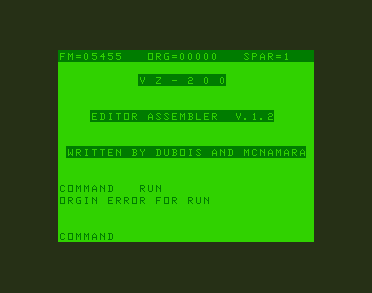 FM=05455 ORG=00000 SPAR=1
V Z - 2 0 0
EDITOR ASSEMBLER V.1.2
WRITTEN BY DUBOIS AND MCNAMARA
COMMAND RUN
ORGIN ERROR FOR RUN
COMMAND